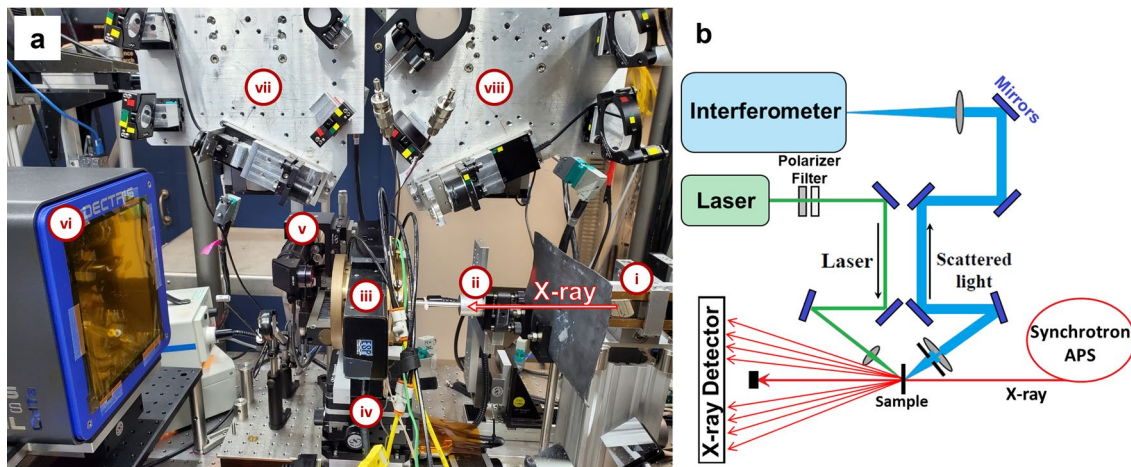 a
vii
viii
DECTRIS
vi
v
i
ii
X-ray
iii
iv
b
Interferometer
Mirrors
Polarizer
Filter
Laser
Laser
Scattered
light
Synchrotron
APS
X-ray Detector
Sample
X-ray